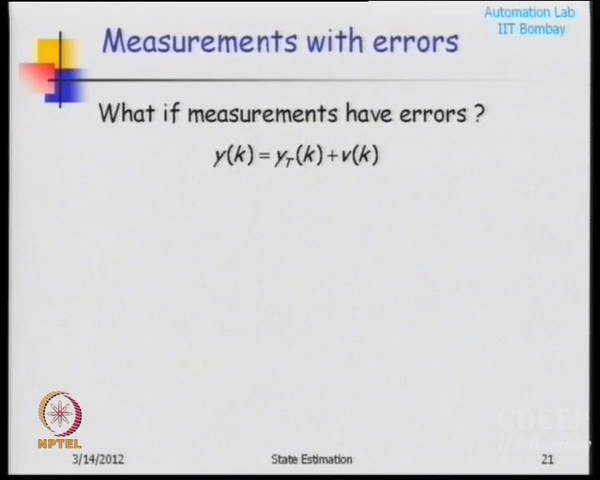 Automation Lab
IIT Bombay
Measurements with errors
What if measurements have errors ?
y(k) = y_T(k) + v(k)
NPTEL
3/14/2012
State Estimation
21